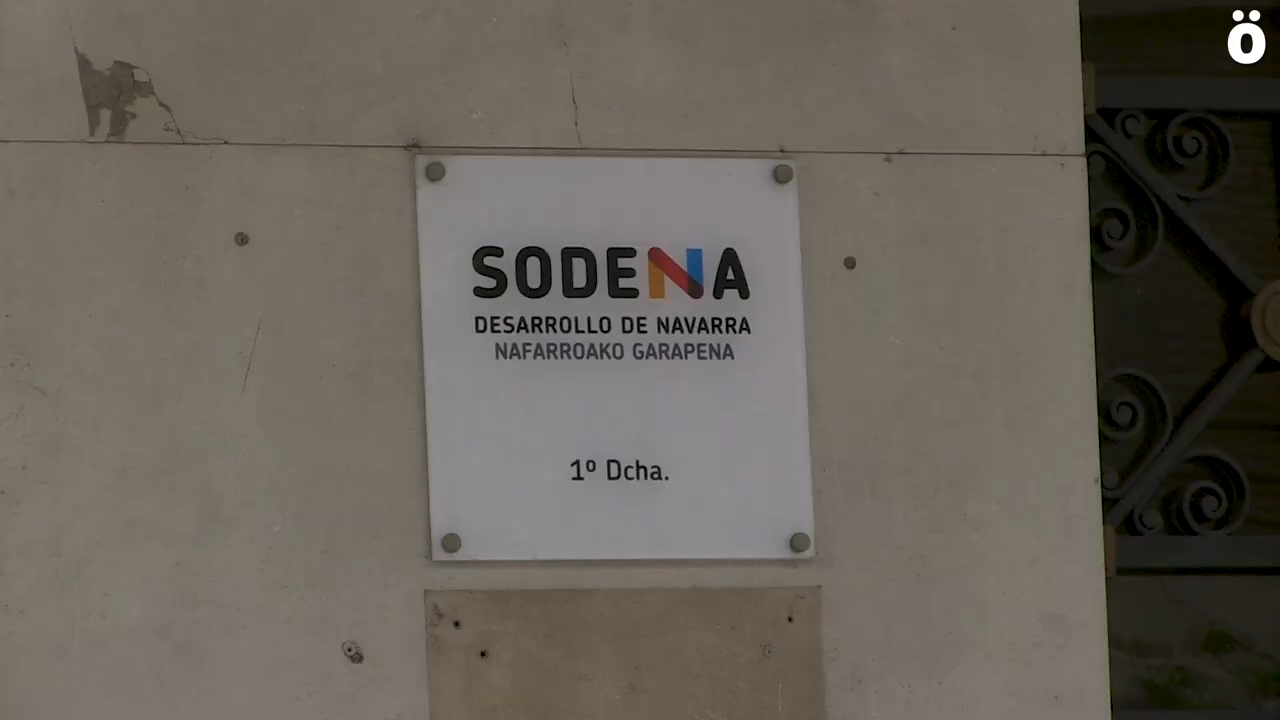 ö
SODENA
DESARROLLO DE NAVARRA
NAFARROAKO GARAPENA
1º Dcha.